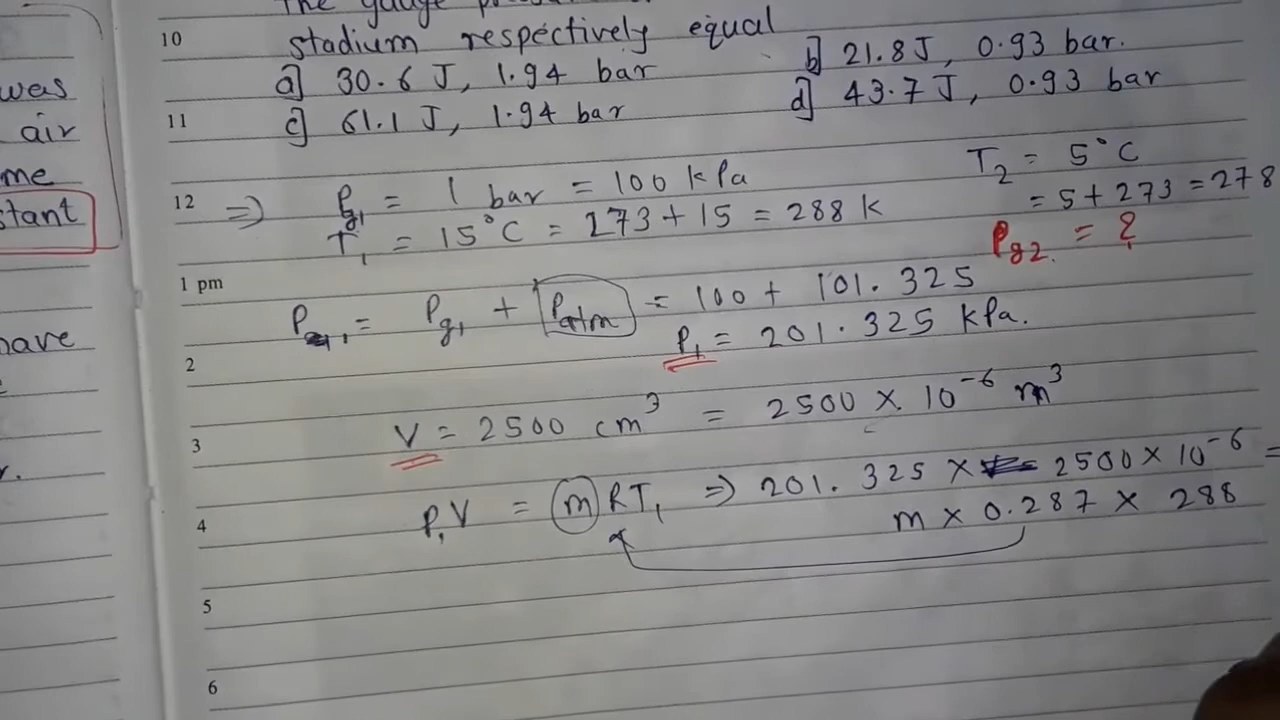 The gauge
10
stadium respectively equal
was
a] 30.6 J, 1.94 bar
b] 21.8 J, 0.93 bar.
air
11
c] 61.1 J, 1.94 bar
d] 43.7 J, 0.93 bar
me
12
=> Pg1 = 1 bar = 100 kPa
T2 = 5°C
stant
T1 = 15°C = 273 + 15 = 288 k
= 5 + 273 = 278
Pg2. = ?
1 pm
P1 = Pg1 + Patm = 100 + 101.325
have
2
P1 = 201.325 kPa.
3
V = 2500 cm³ = 2500 × 10⁻⁶ m³
r.
4
P1V = m RT1 => 201.325 × 2500 × 10⁻⁶ =
m × 0.287 × 288
5
6